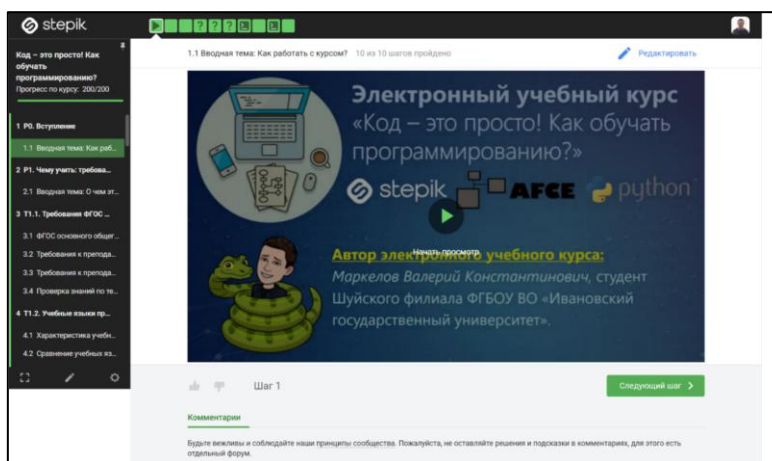 stepik
? ? ?
Код – это просто! Как
обучать
программированию?
Прогресс по курсу: 200/200
1 Р0. Вступление
1.1 Вводная тема: Как раб...
2 Р1. Чему учить: требова...
2.1 Вводная тема: О чем эт...
3 Т1.1. Требования ФГОС ...
3.1 ФГОС основного общег...
3.2 Требования к препода...
3.3 Требования к препода...
3.4 Проверка знаний по те...
4 Т1.2. Учебные языки пр...
4.1 Характеристика учебн...
4.2 Сравнение учебных яз...
1.1 Вводная тема: Как работать с курсом? 10 из 10 шагов пройдено
Редактировать
Электронный учебный курс
«Код – это просто! Как обучать
программированию?»
stepik AFCE python
Начать просмотр
Автор электронного учебного курса:
Маркелов Валерий Константинович, студент
Шуйского филиала ФГБОУ ВО «Ивановский
государственный университет».
Шаг 1
Следующий шаг
Комментарии
Будьте вежливы и соблюдайте наши принципы сообщества. Пожалуйста, не оставляйте решения и подсказки в комментариях, для этого есть
отдельный форум.